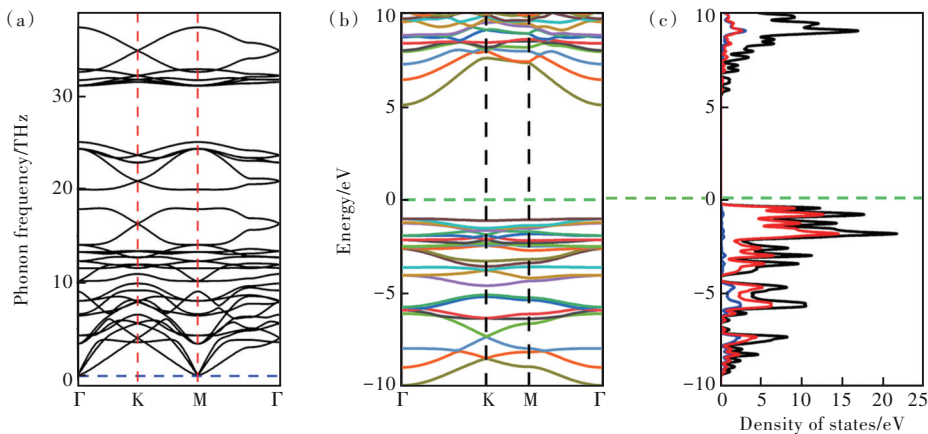 (a)
Phonon frequency/THz
30
20
10
0
Γ
K
M
Γ
(b)
Energy/eV
10
5
0
−5
−10
Γ
K
M
Γ
(c)
10
5
0
−5
−10
0
5
10
15
20
25
Density of states/eV